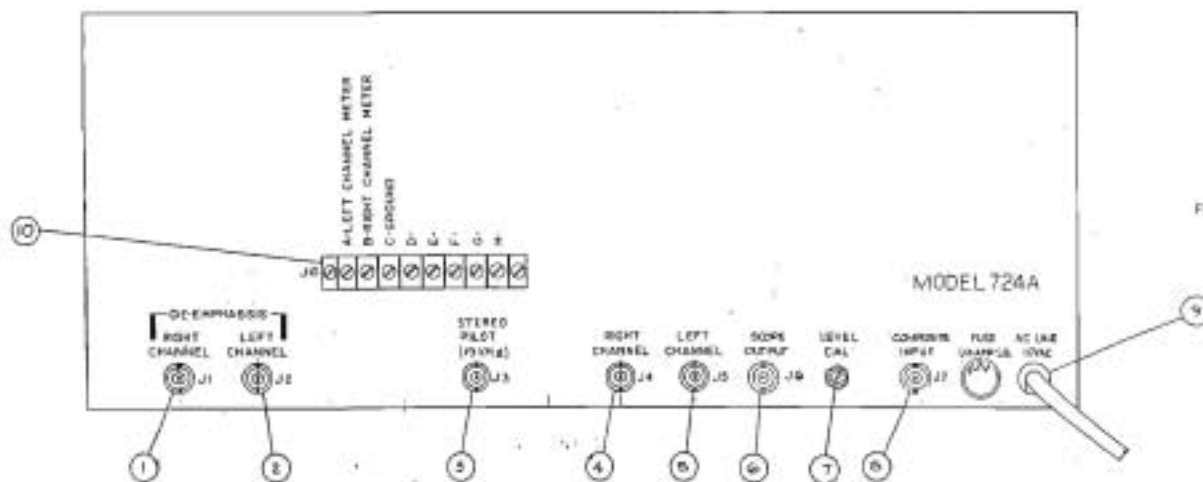 A-LEFT CHANNEL METER
B-RIGHT CHANNEL METER
C-GROUND
D-
E-
F-
G-
H-
10
F
J6
MODEL 724A
9
DE-EMPHASSIS
RIGHT
CHANNEL
J1
LEFT
CHANNEL
J2
STEREO
PILOT
J3
RIGHT
CHANNEL
J4
LEFT
CHANNEL
J5
SCOPE
OUTPUT
LEVEL
CAL
COMPOSITE
INPUT
J7
FUSE
AC LINE
1
2
3
4
5
6
7
8